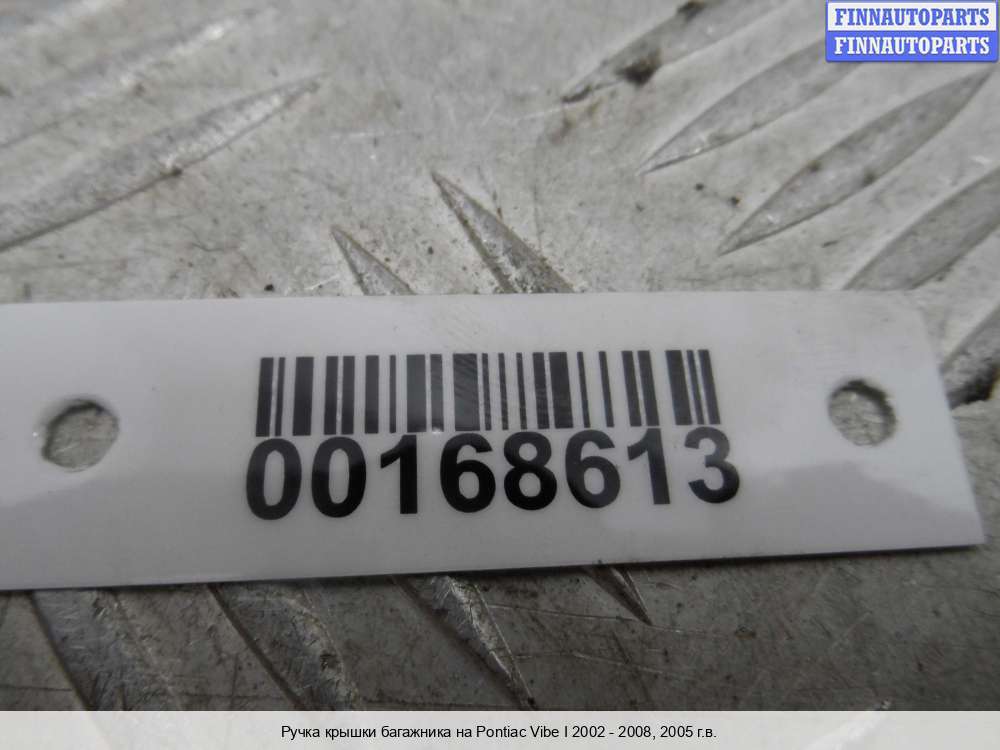 FINNAUTOPARTS
FINNAUTOPARTS
00168613
Ручка крышки багажника на Pontiac Vibe I 2002 - 2008, 2005 г.в.